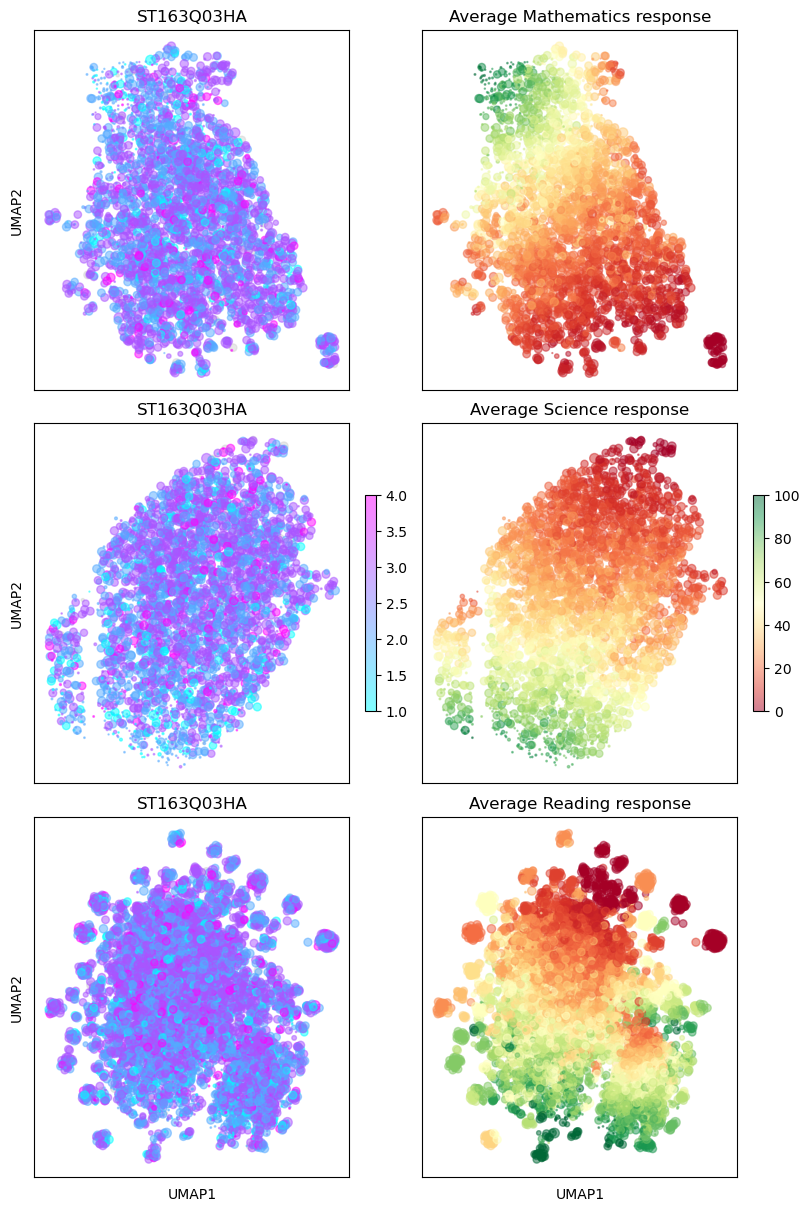 ST163Q03HA
Average Mathematics response
UMAP2
ST163Q03HA
Average Science response
UMAP2
4.0
3.5
3.0
2.5
2.0
1.5
1.0
100
80
60
40
20
0
ST163Q03HA
Average Reading response
UMAP2
UMAP1
UMAP1